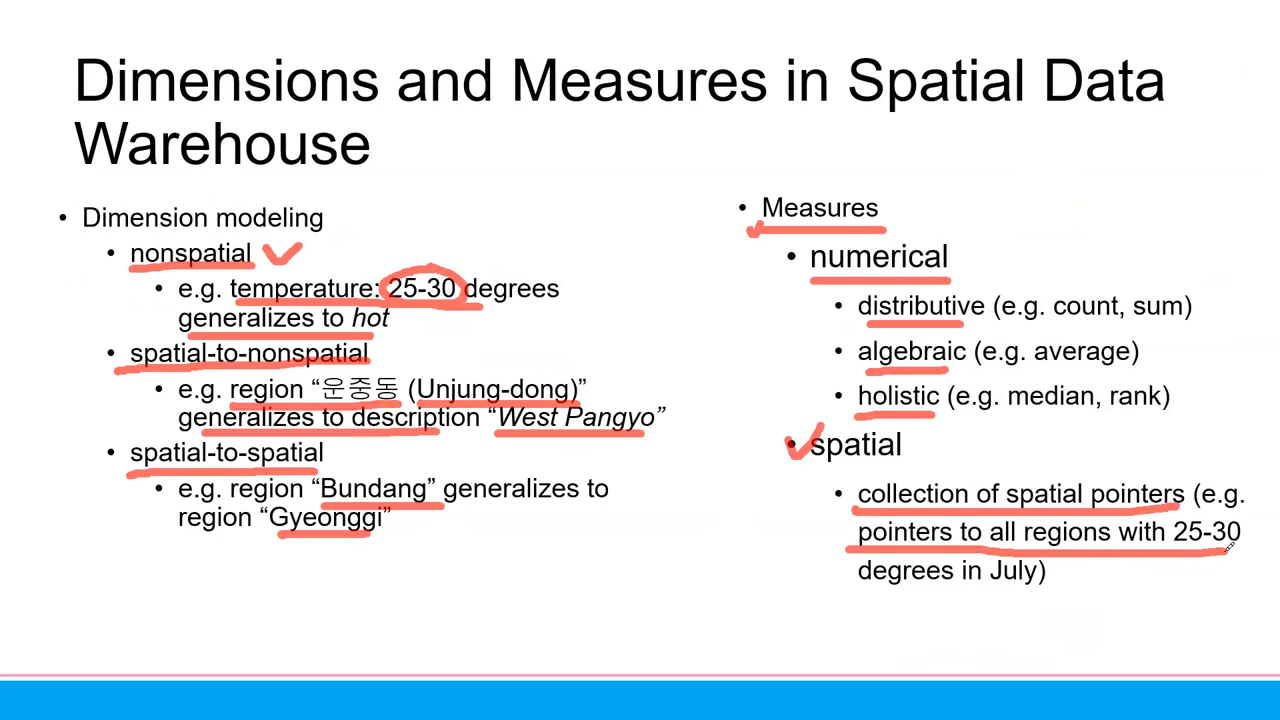 Dimensions and Measures in Spatial Data
Warehouse
• Dimension modeling
• nonspatial
• e.g. temperature: 25-30 degrees
generalizes to hot
• spatial-to-nonspatial
• e.g. region “운중동 (Unjung-dong)”
generalizes to description “West Pangyo”
• spatial-to-spatial
• e.g. region “Bundang” generalizes to
region “Gyeonggi”
• Measures
• numerical
• distributive (e.g. count, sum)
• algebraic (e.g. average)
• holistic (e.g. median, rank)
• spatial
• collection of spatial pointers (e.g.
pointers to all regions with 25-30
degrees in July)